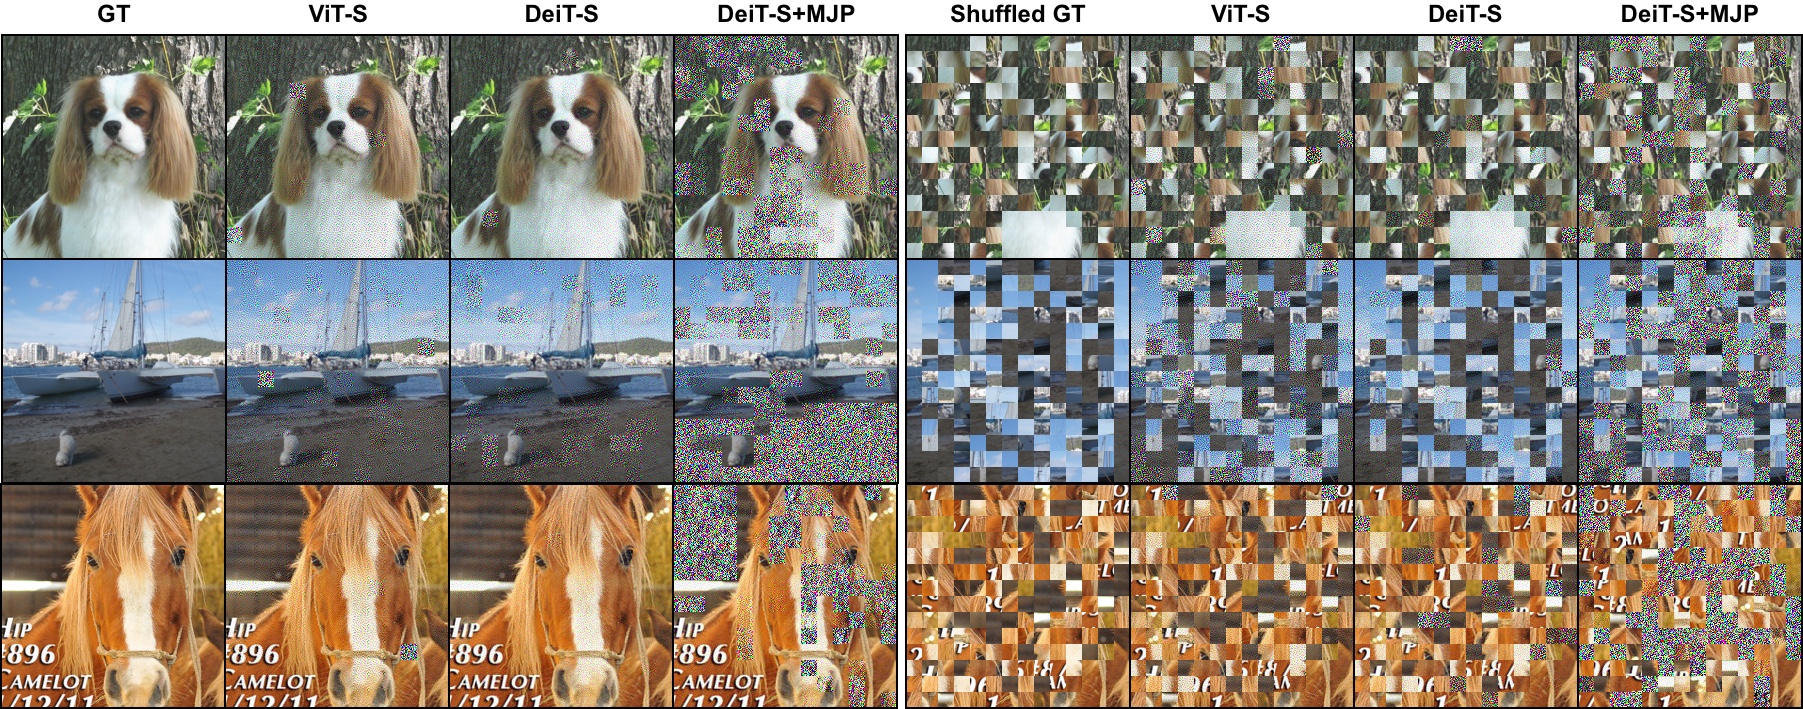 GT ViT-S DeiT-S DeiT-S+MJP Shuffled GT ViT-S DeiT-S DeiT-S+MJP
HIP HIP HIP HIP
896 896 896 896
CAMELOT CAMELOT CAMELOT CAMELOT
/12/11 /12/11 /12/11 /12/11